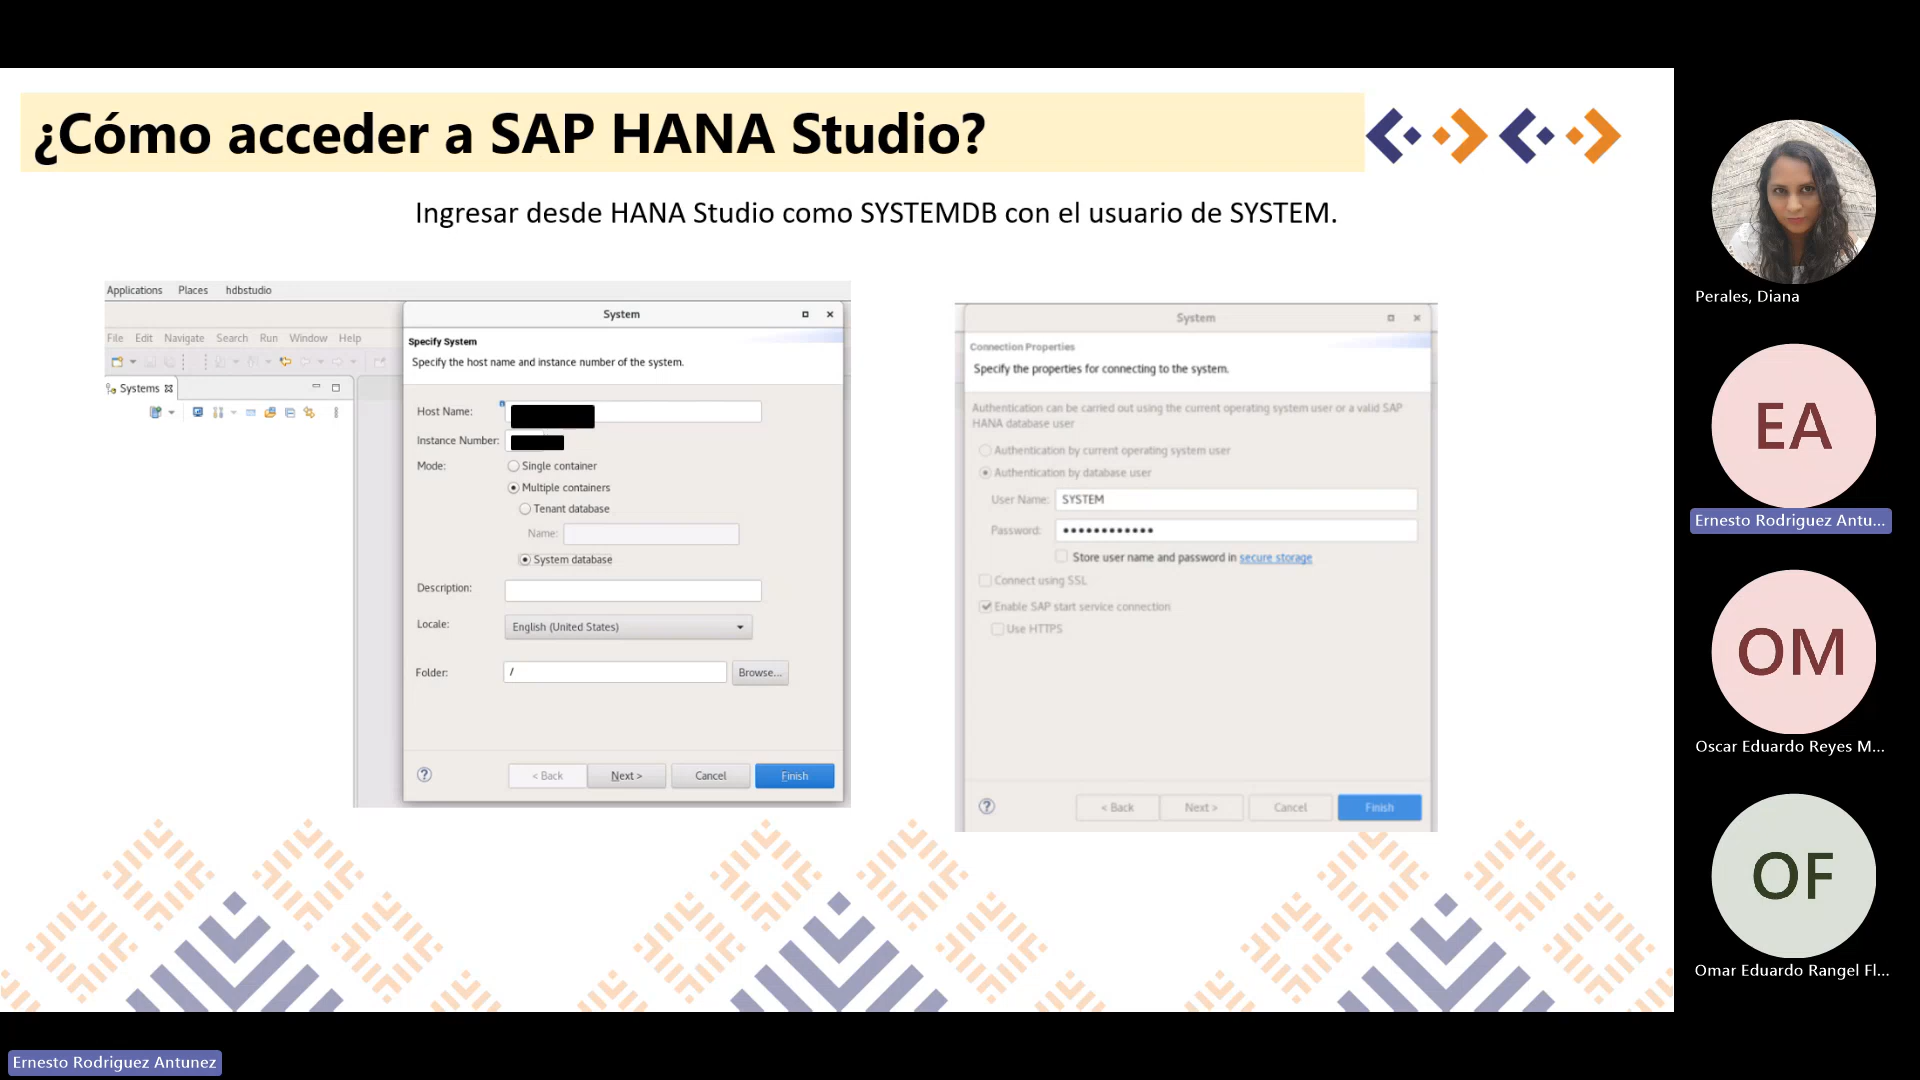 ¿Cómo acceder a SAP HANA Studio?
Ingresar desde HANA Studio como SYSTEMDB con el usuario de SYSTEM.
Applications Places hdbstudio
File Edit Navigate Search Run Window Help
Systems
System
Specify System
Specify the host name and instance number of the system.
Host Name:
Instance Number:
Mode:
Single container
Multiple containers
Tenant database
Name:
System database
Description:
Locale:
English (United States)
Folder:
/
Browse...
< Back
Next >
Cancel
Finish
System
Connection Properties
Specify the properties for connecting to the system.
Authentication can be carried out using the current operating system user or a valid SAP
HANA database user
Authentication by current operating system user
Authentication by database user
User Name: SYSTEM
Password: ••••••••••••
Store user name and password in secure storage
Connect using SSL
Enable SAP start service connection
Use HTTPS
< Back
Next >
Cancel
Finish
Perales, Diana
EA
Ernesto Rodriguez Antu...
OM
Oscar Eduardo Reyes M...
OF
Omar Eduardo Rangel Fl...
Ernesto Rodriguez Antunez